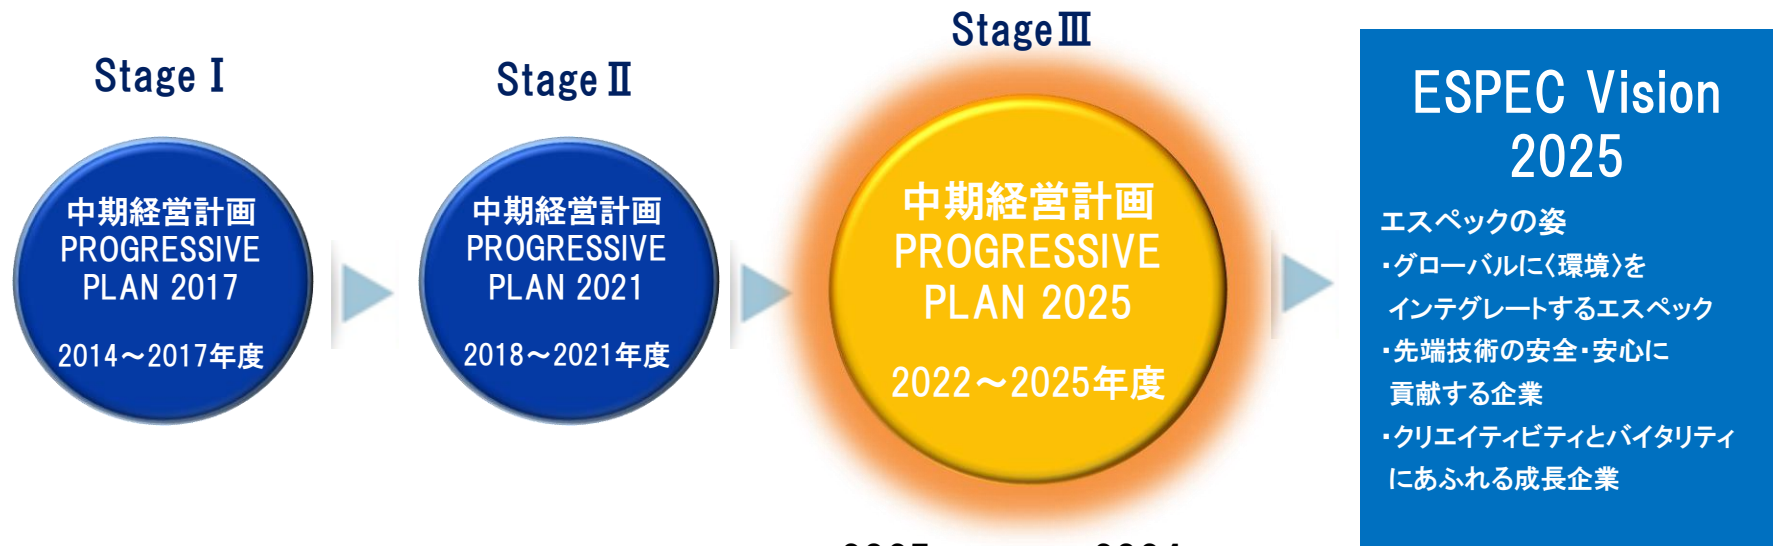 Stage Ⅰ
中期経営計画
PROGRESSIVE
PLAN 2017
2014～2017年度
Stage Ⅱ
中期経営計画
PROGRESSIVE
PLAN 2021
2018～2021年度
StageⅢ
中期経営計画
PROGRESSIVE
PLAN 2025
2022～2025年度
ESPEC Vision
2025
エスペックの姿
・グローバルに〈環境〉を
インテグレートするエスペック
・先端技術の安全・安心に
貢献する企業
・クリエイティビティとバイタリティ
にあふれる成長企業